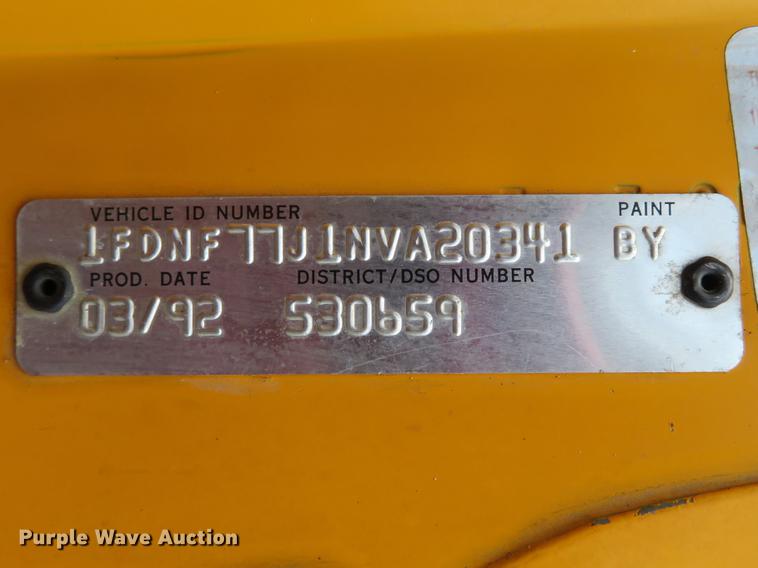 VEHICLE ID NUMBER PAINT
1FDNF77J1NVA20341 BY
PROD. DATE DISTRICT/DSO NUMBER
03/92 530659
Purple Wave Auction